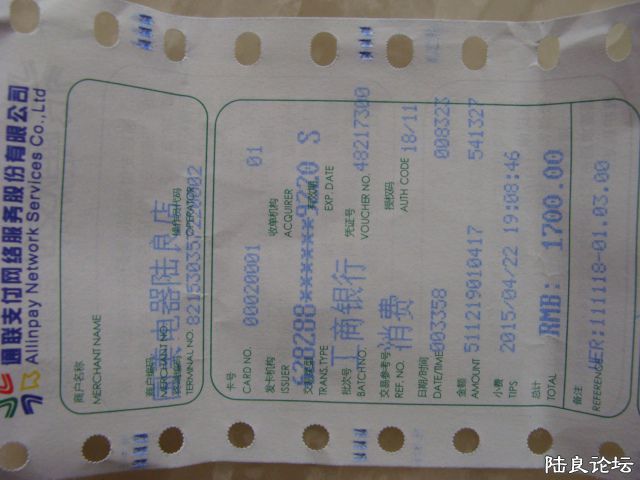 通联支付网络服务股份有限公司
Allinpay Network Services Co., Ltd
商户名称
MERCHANT NAME
电器陆良店
商户编码
MERCHANT NO.
821530357220002
终端编号
TERMINAL NO.
操作员代码
OPERATOR
00020001 01
卡号
CARD NO.
发卡机构
ISSUER
收单机构
ACQUIRER
9220 S
交易类型
TRANS. TYPE
有效期
EXP. DATE
工商银行 48217300
批次号
BATCH NO.
凭证号
VOUCHER NO.
消费 18/11
交易参考号
REF. NO.
授权码
AUTH CODE
003358 008323
日期/时间
DATE/TIME
511219010417 541327
金额
AMOUNT
2015/04/22 19:08:46
小费
TIPS
RMB: 1700.00
总计
TOTAL
备注
REFERENCE
VER:111118-01.03.00
陆良论坛